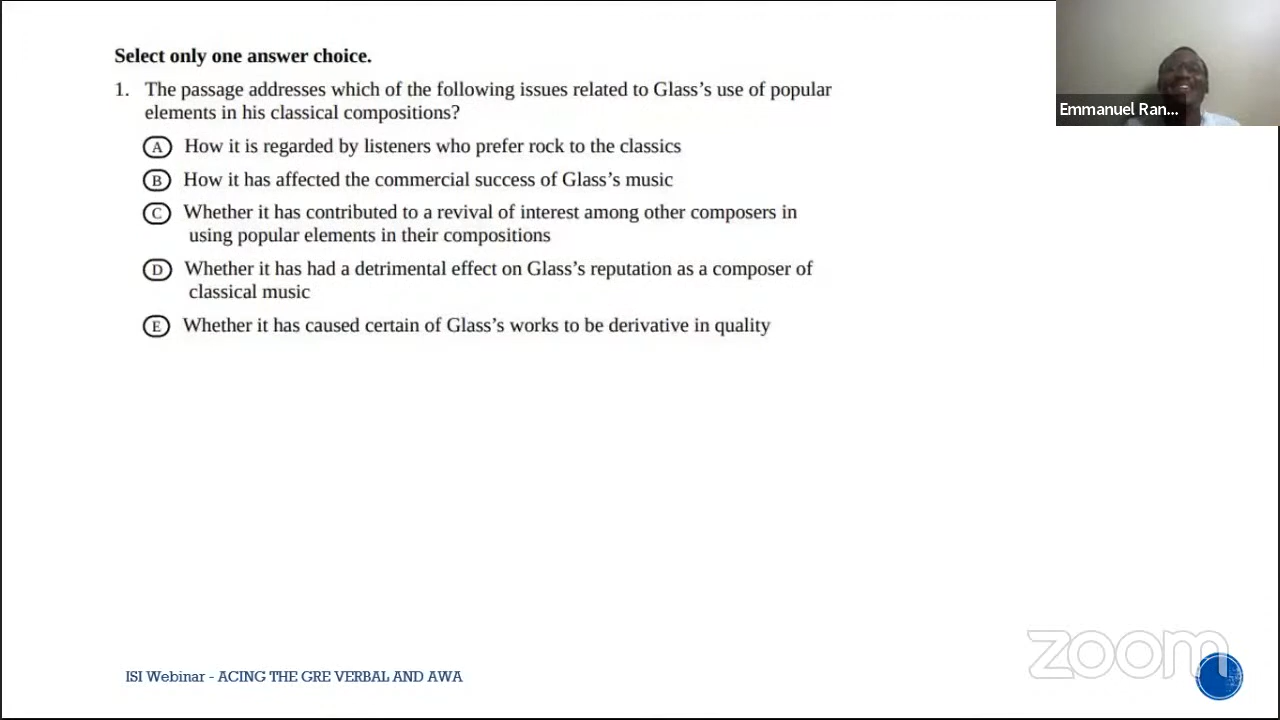 Select only one answer choice.
1. The passage addresses which of the following issues related to Glass's use of popular
elements in his classical compositions?
A How it is regarded by listeners who prefer rock to the classics
B How it has affected the commercial success of Glass's music
C Whether it has contributed to a revival of interest among other composers in
using popular elements in their compositions
D Whether it has had a detrimental effect on Glass's reputation as a composer of
classical music
E Whether it has caused certain of Glass's works to be derivative in quality
Emmanuel Ran...
zoom
ISI Webinar - ACING THE GRE VERBAL AND AWA